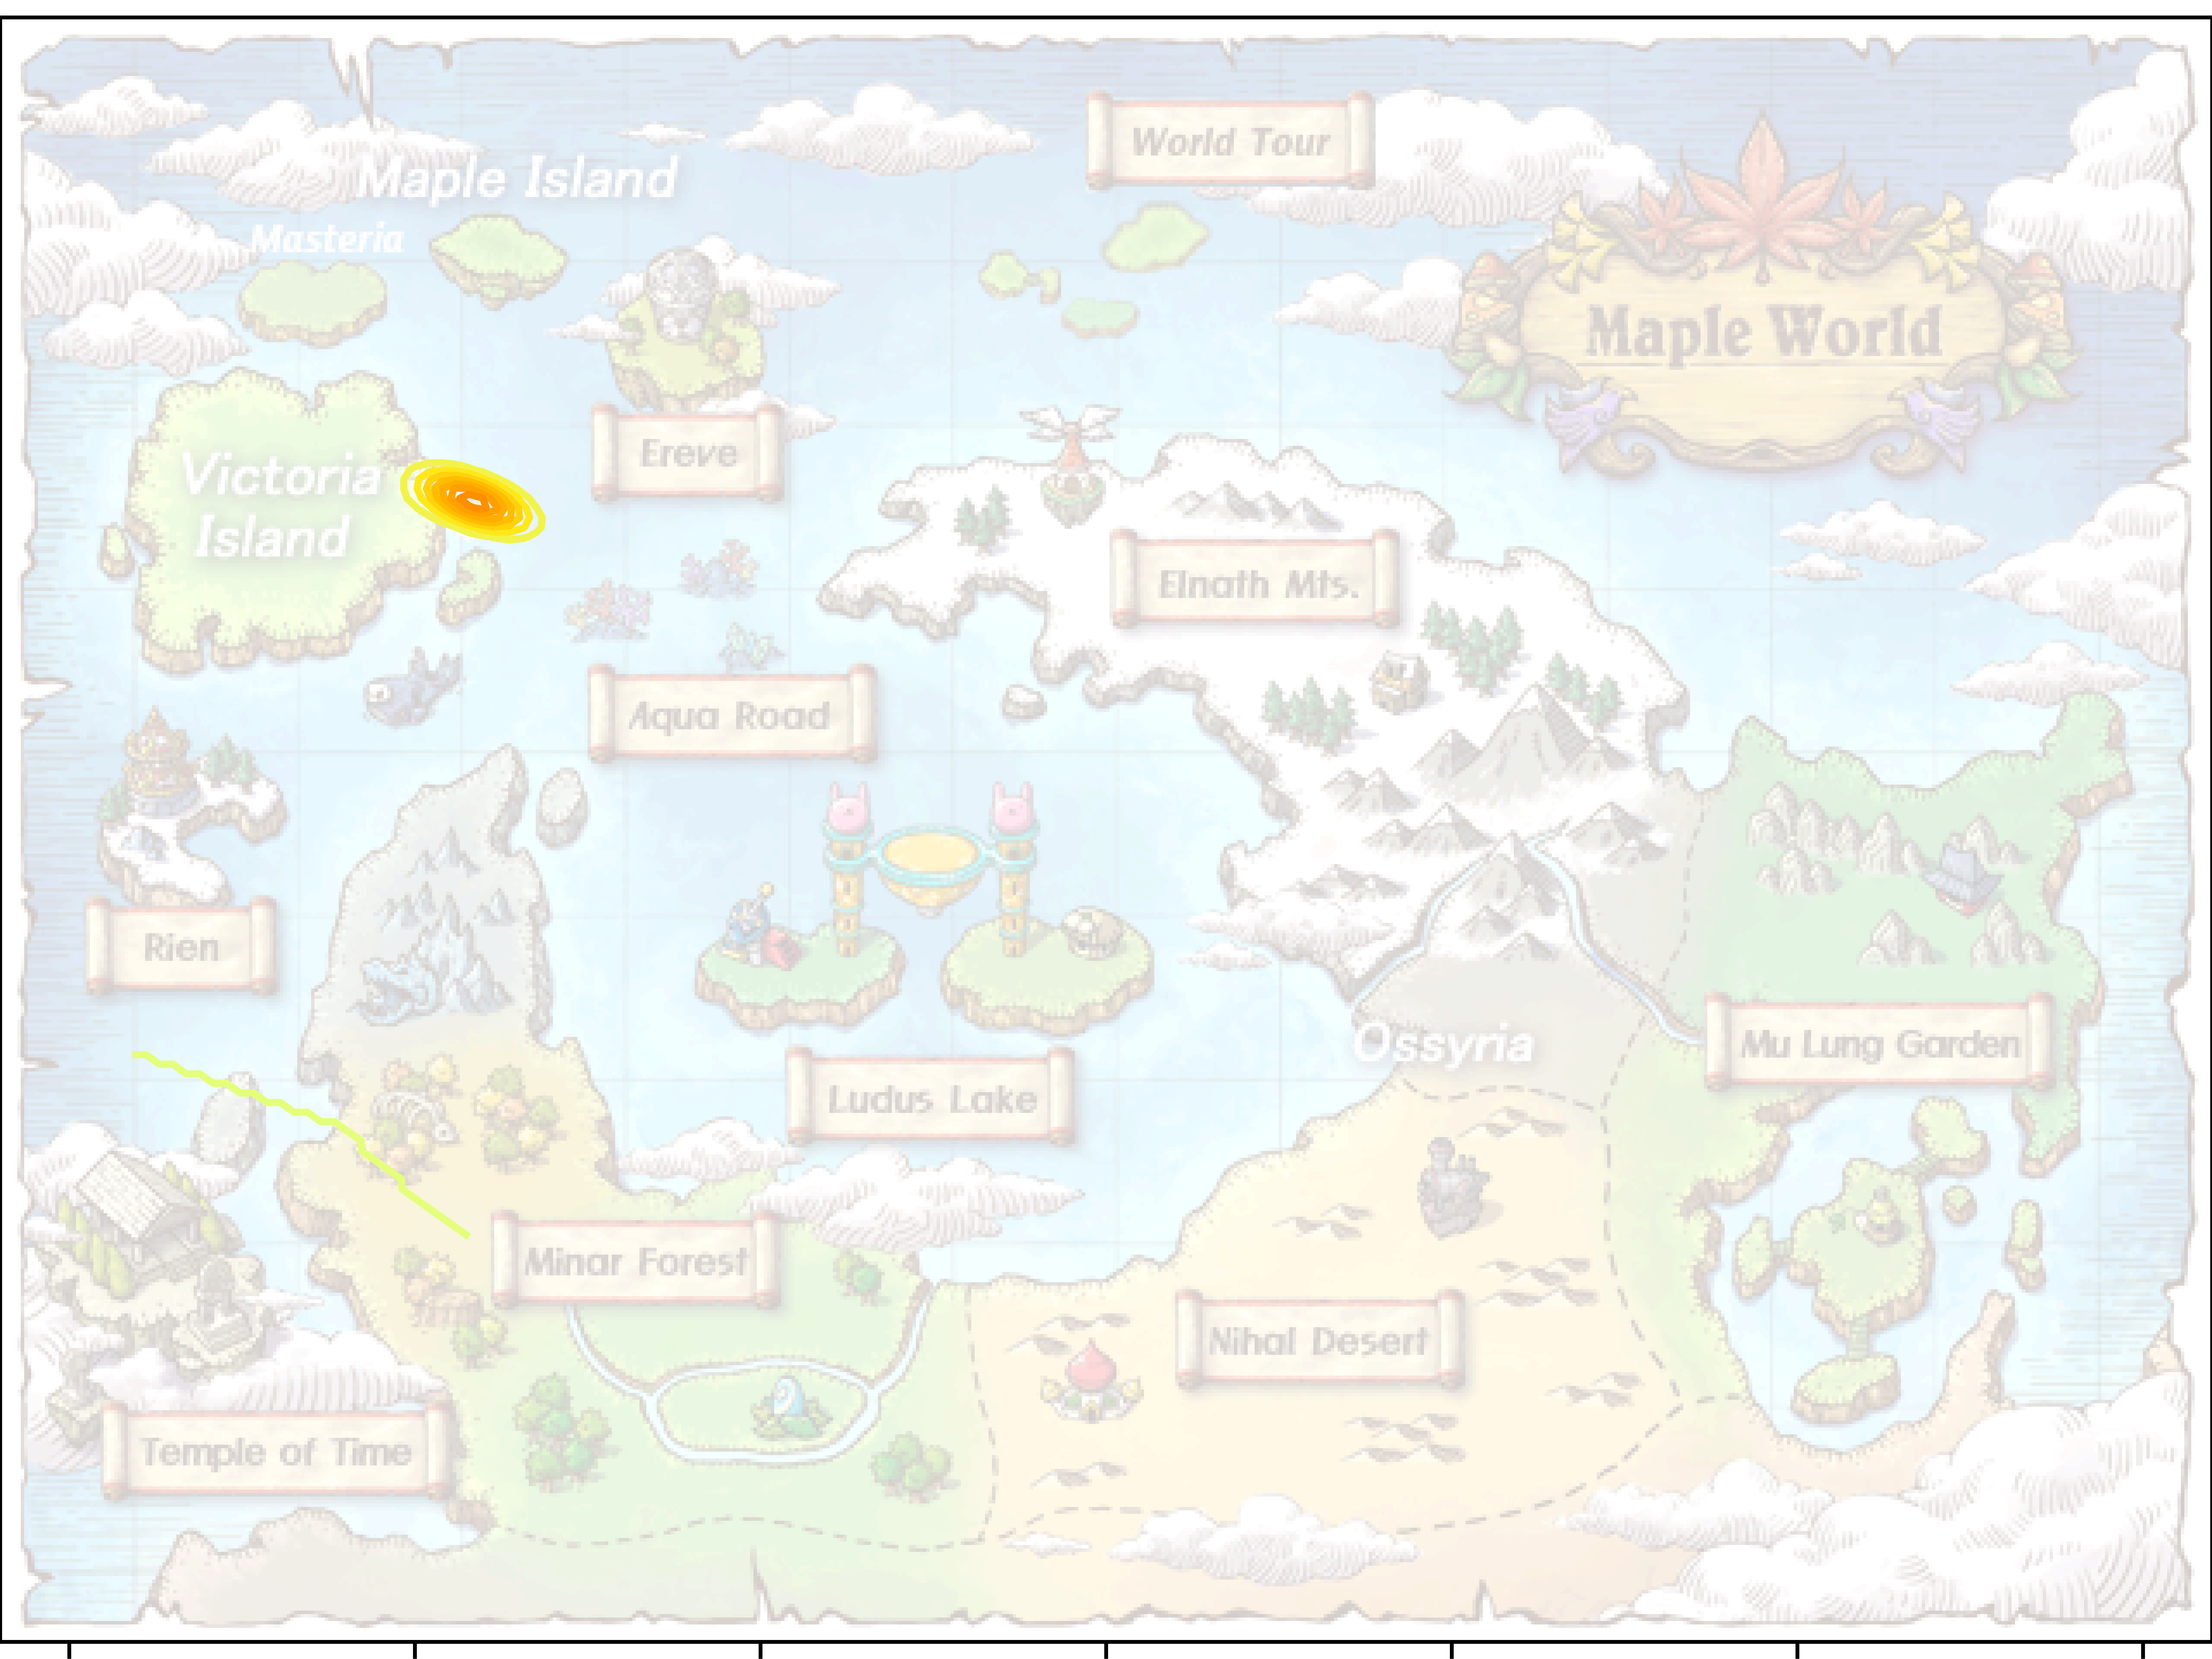 World Tour
Maple Island
Masteria
Maple World
Ereve
Victoria
Island
Elnath Mts.
Aqua Road
Rien
Ossyria
Mu Lung Garden
Ludus Lake
Minar Forest
Nihal Desert
Temple of Time